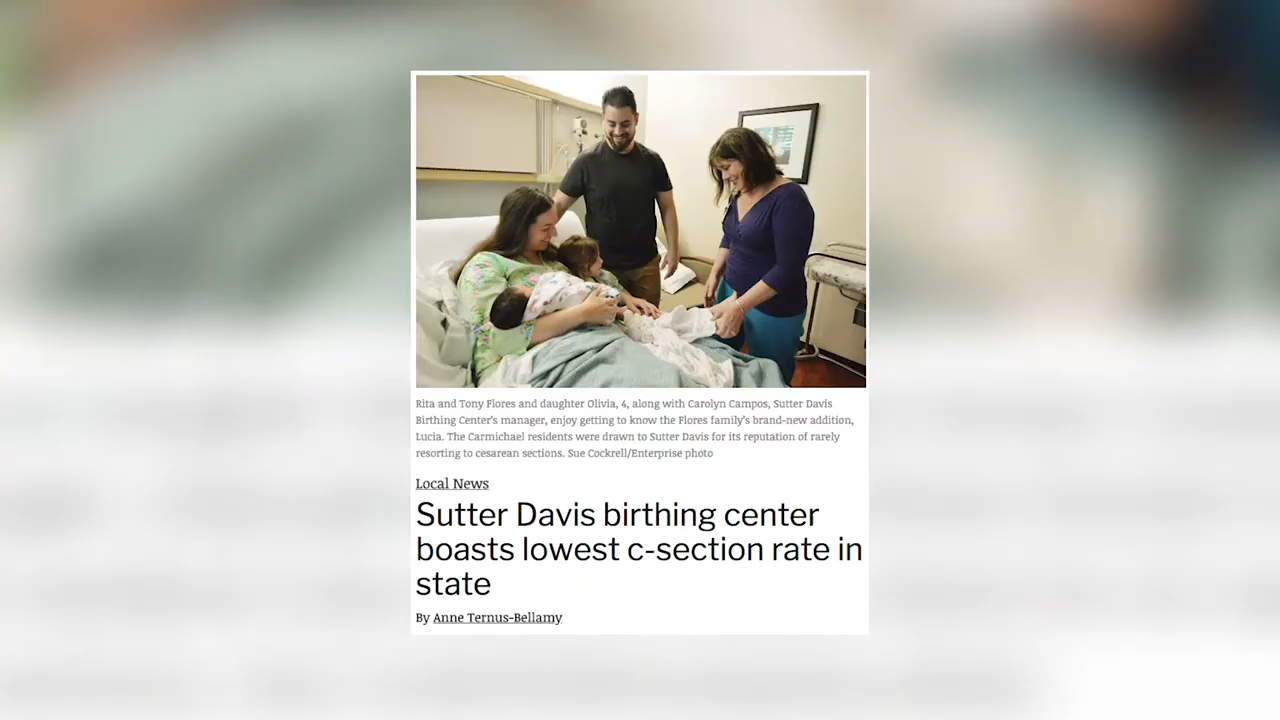 Rita and Tony Flores and daughter Olivia, 4, along with Carolyn Campos, Sutter Davis
Birthing Center's manager, enjoy getting to know the Flores family's brand-new addition,
Lucia. The Carmichael residents were drawn to Sutter Davis for its reputation of rarely
resorting to cesarean sections. Sue Cockrell/Enterprise photo
Local News
Sutter Davis birthing center
boasts lowest c-section rate in
state
By Anne Ternus-Bellamy